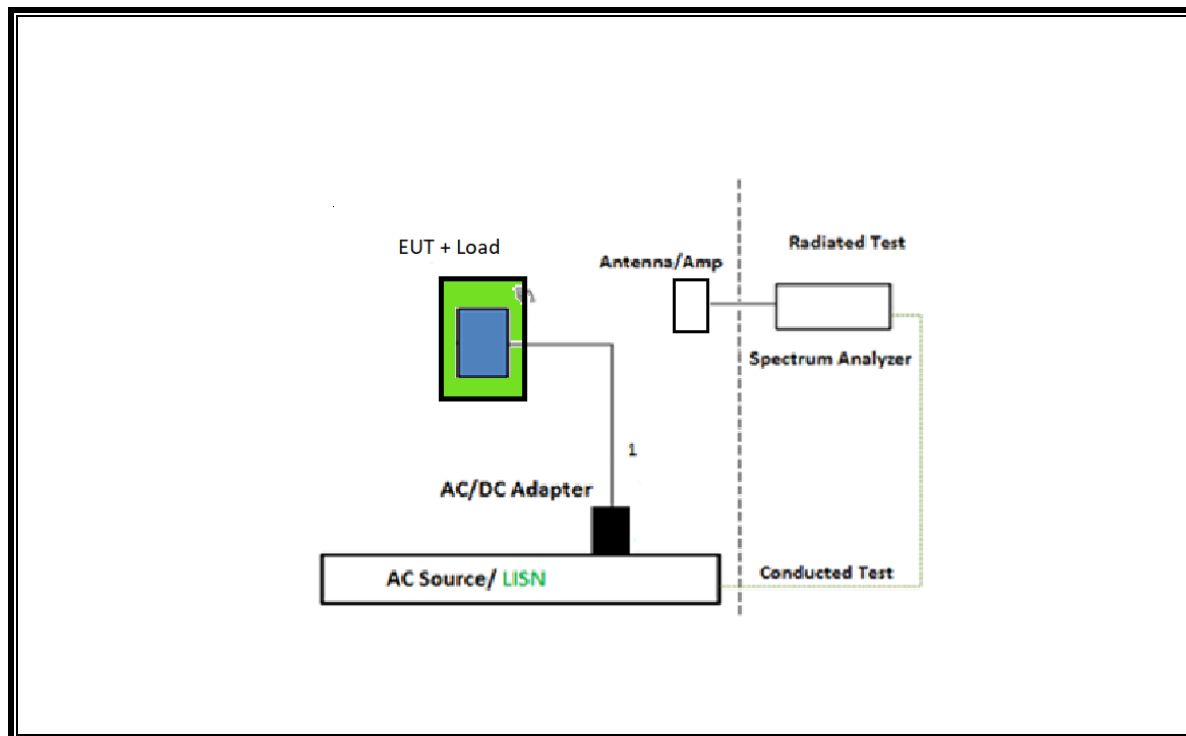 EUT + Load
Radiated Test
Antenna/Amp
Spectrum Analyzer
1
AC/DC Adapter
AC Source/ LISN
Conducted Test